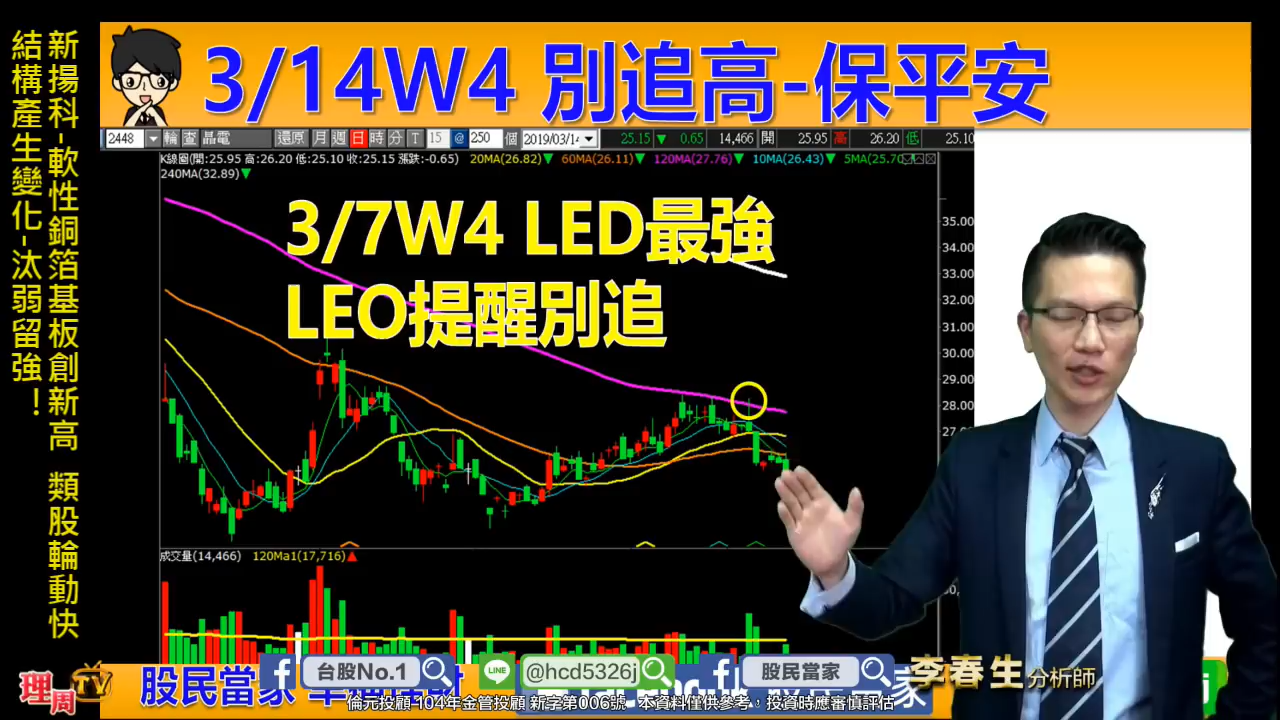 3/14W4 別追高-保平安
新揚科-軟性銅箔基板創新高 類股輪動快
結構產生變化-汰弱留強！
2448 輪 查 晶電 還原 月 週 日 時 分 T 15 @ 250 個 2019/03/14 25.15▼ 0.65 14,466 開 25.95 高 26.20 低 25.10
K線圖(開:25.95 高:26.20 低:25.10 收:25.15 漲跌:-0.65) 20MA(26.82)▼ 60MA(26.11)▼ 120MA(27.76)▼ 10MA(26.43)▼ 5MA(25.70
240MA(32.89)▼
3/7W4 LED最強
LEO提醒別追
35.00
34.00
33.00
32.00
31.00
30.00
29.00
28.00
27
成交量(14,466) 120Ma1(17,716)▲
理周TV
股民當家
台股No.1
LINE
@hcd5326j
股民當家
李春生分析師
倫元投顧 104年金管投顧 新字第006號 本資料僅供參考，投資時應審慎評估